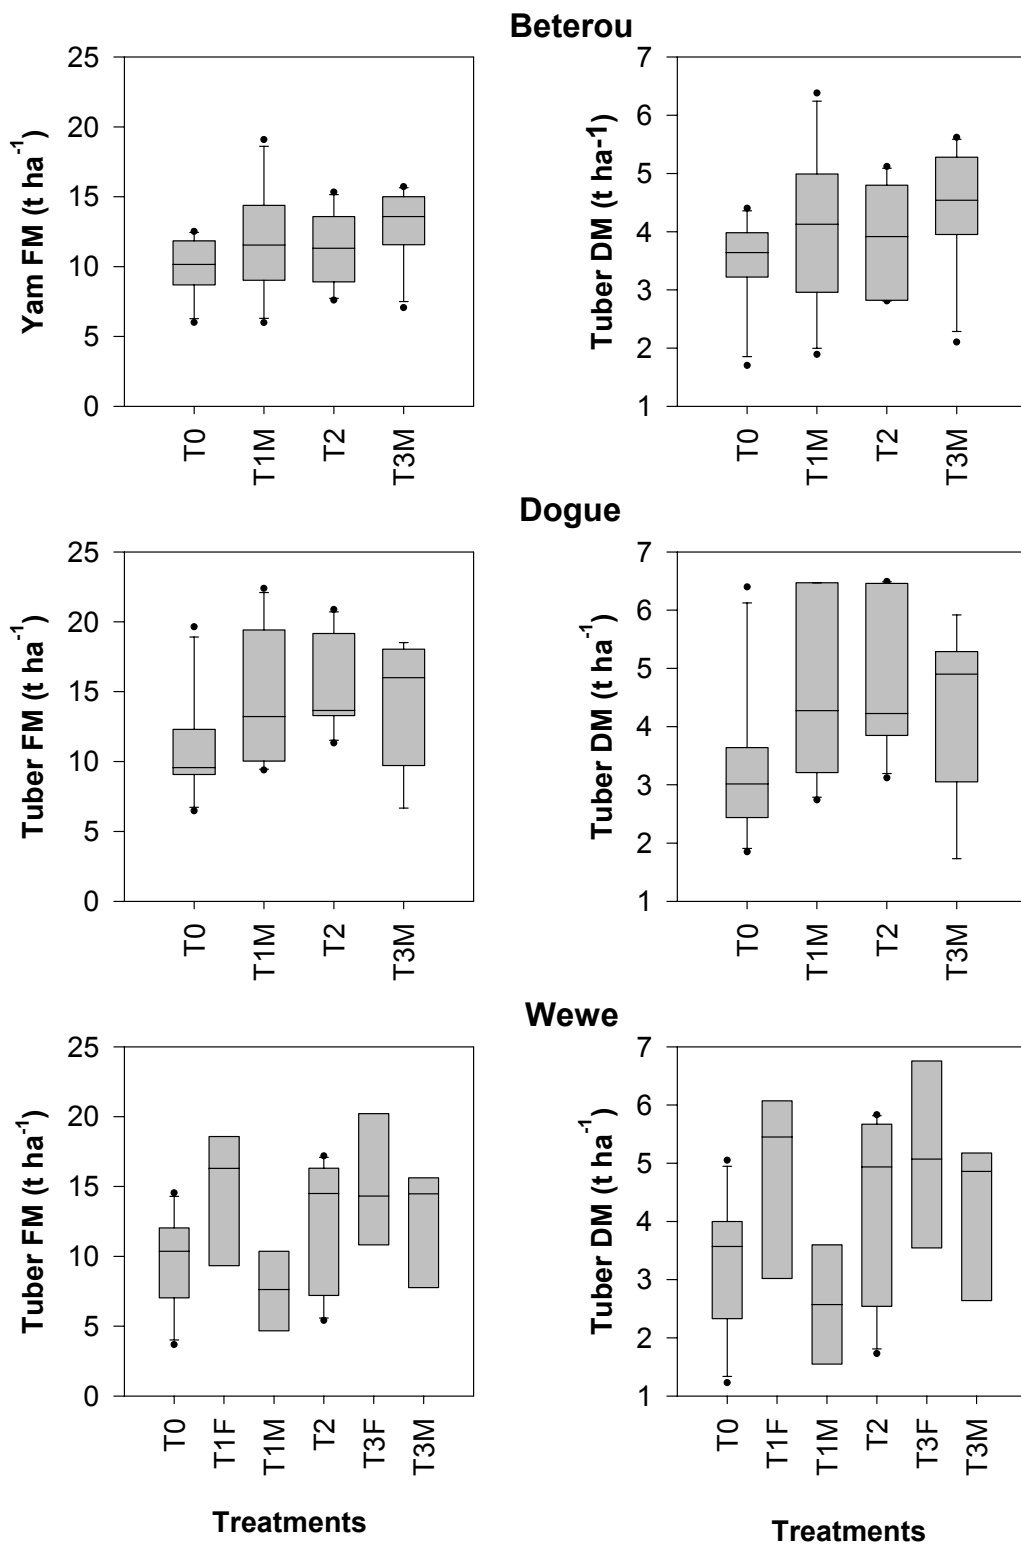 Beterou
Yam FM (t ha⁻¹)
25
20
15
10
5
0
T0
T1M
T2
T3M
Tuber DM (t ha-1)
7
6
5
4
3
2
1
T0
T1M
T2
T3M
Dogue
Tuber FM (t ha⁻¹)
25
20
15
10
5
0
T0
T1M
T2
T3M
Tuber DM (t ha⁻¹)
7
6
5
4
3
2
1
T0
T1M
T2
T3M
Wewe
Tuber FM (t ha⁻¹)
25
20
15
10
5
0
T0
T1F
T1M
T2
T3F
T3M
Treatments
Tuber DM (t ha⁻¹)
7
6
5
4
3
2
1
T0
T1F
T1M
T2
T3F
T3M
Treatments